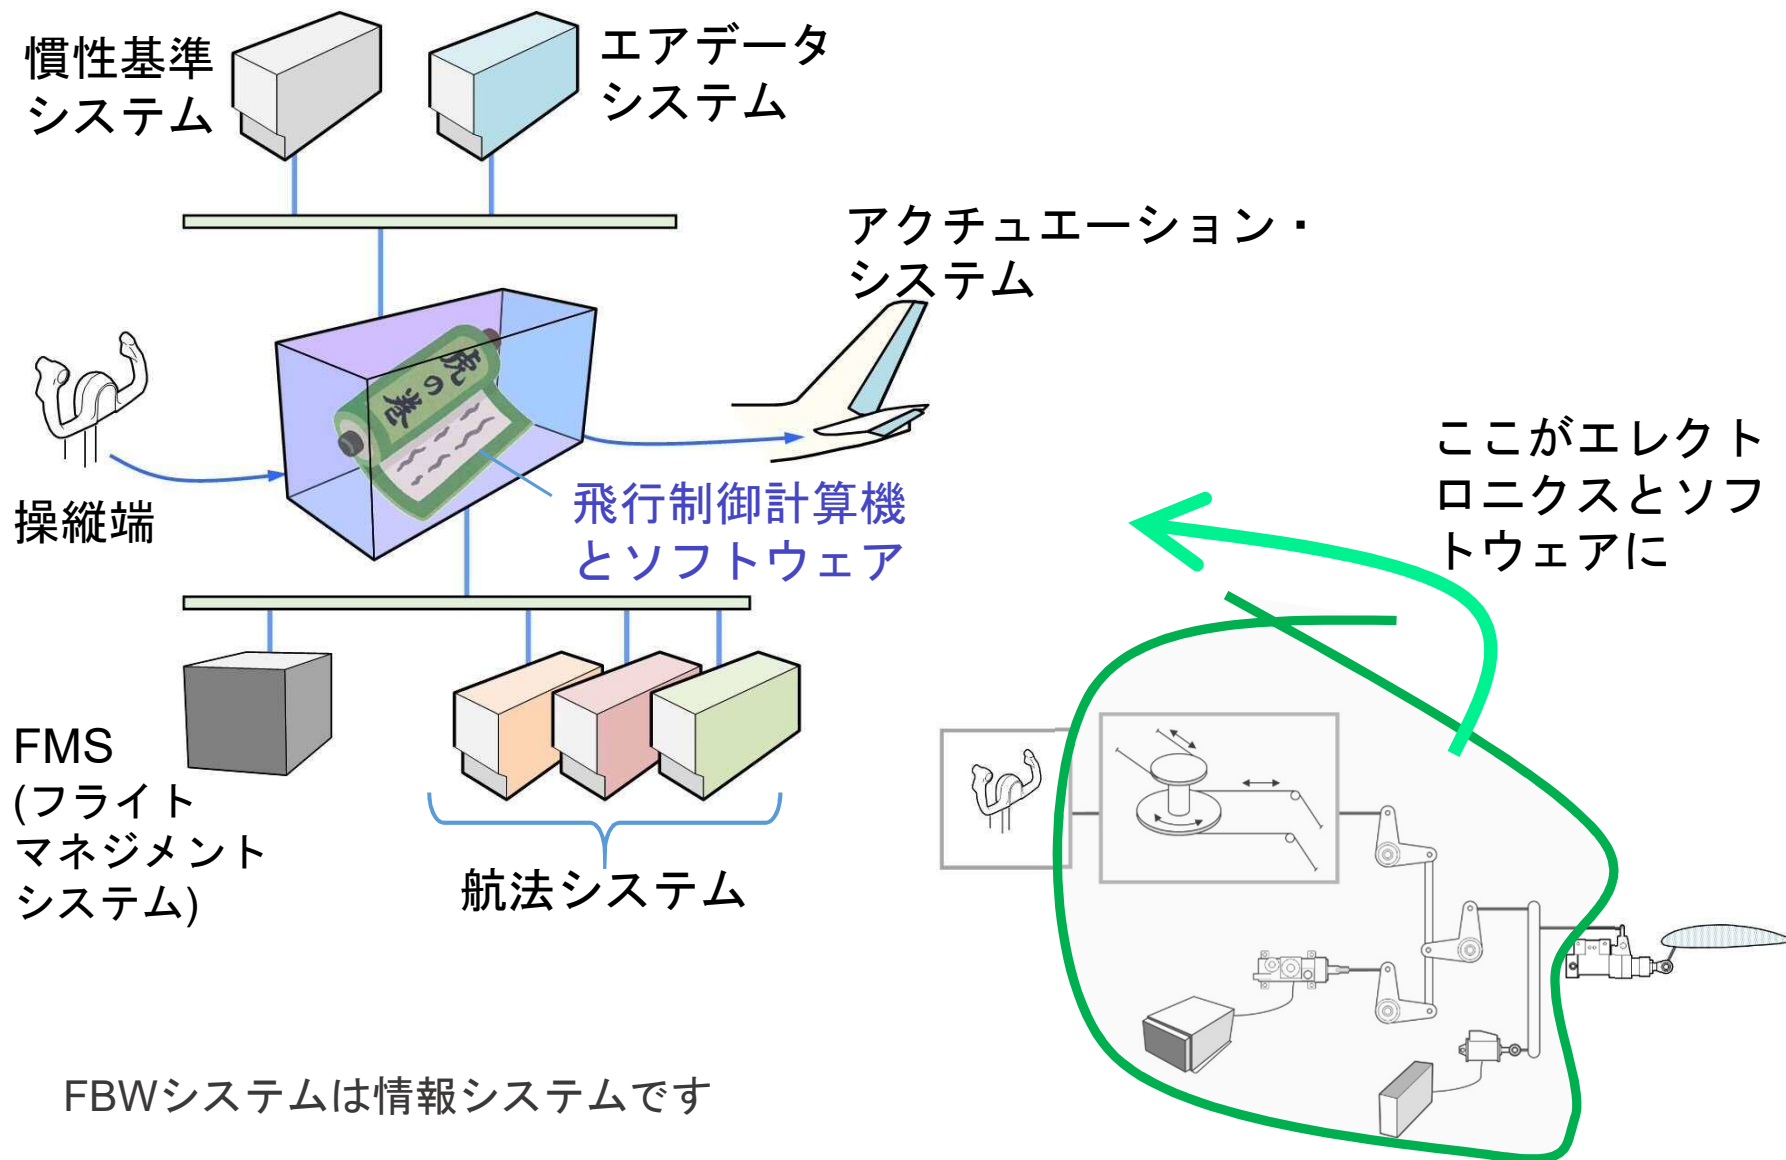 慣性基準
システム
エアデータ
システム
アクチュエーション・
システム
虎の巻
操縦端
飛行制御計算機
とソフトウェア
ここがエレクト
ロニクスとソフ
トウェアに
FMS
(フライト
マネジメント
システム)
航法システム
FBWシステムは情報システムです